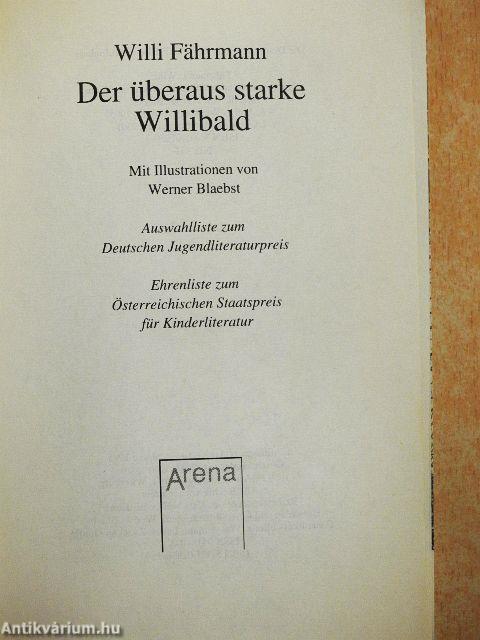 Willi Fährmann
Der überaus starke
Willibald
Mit Illustrationen von
Werner Blaebst
Auswahlliste zum
Deutschen Jugendliteraturpreis
Ehrenliste zum
Österreichischen Staatspreis
für Kinderliteratur
Arena
Antikvárium.hu